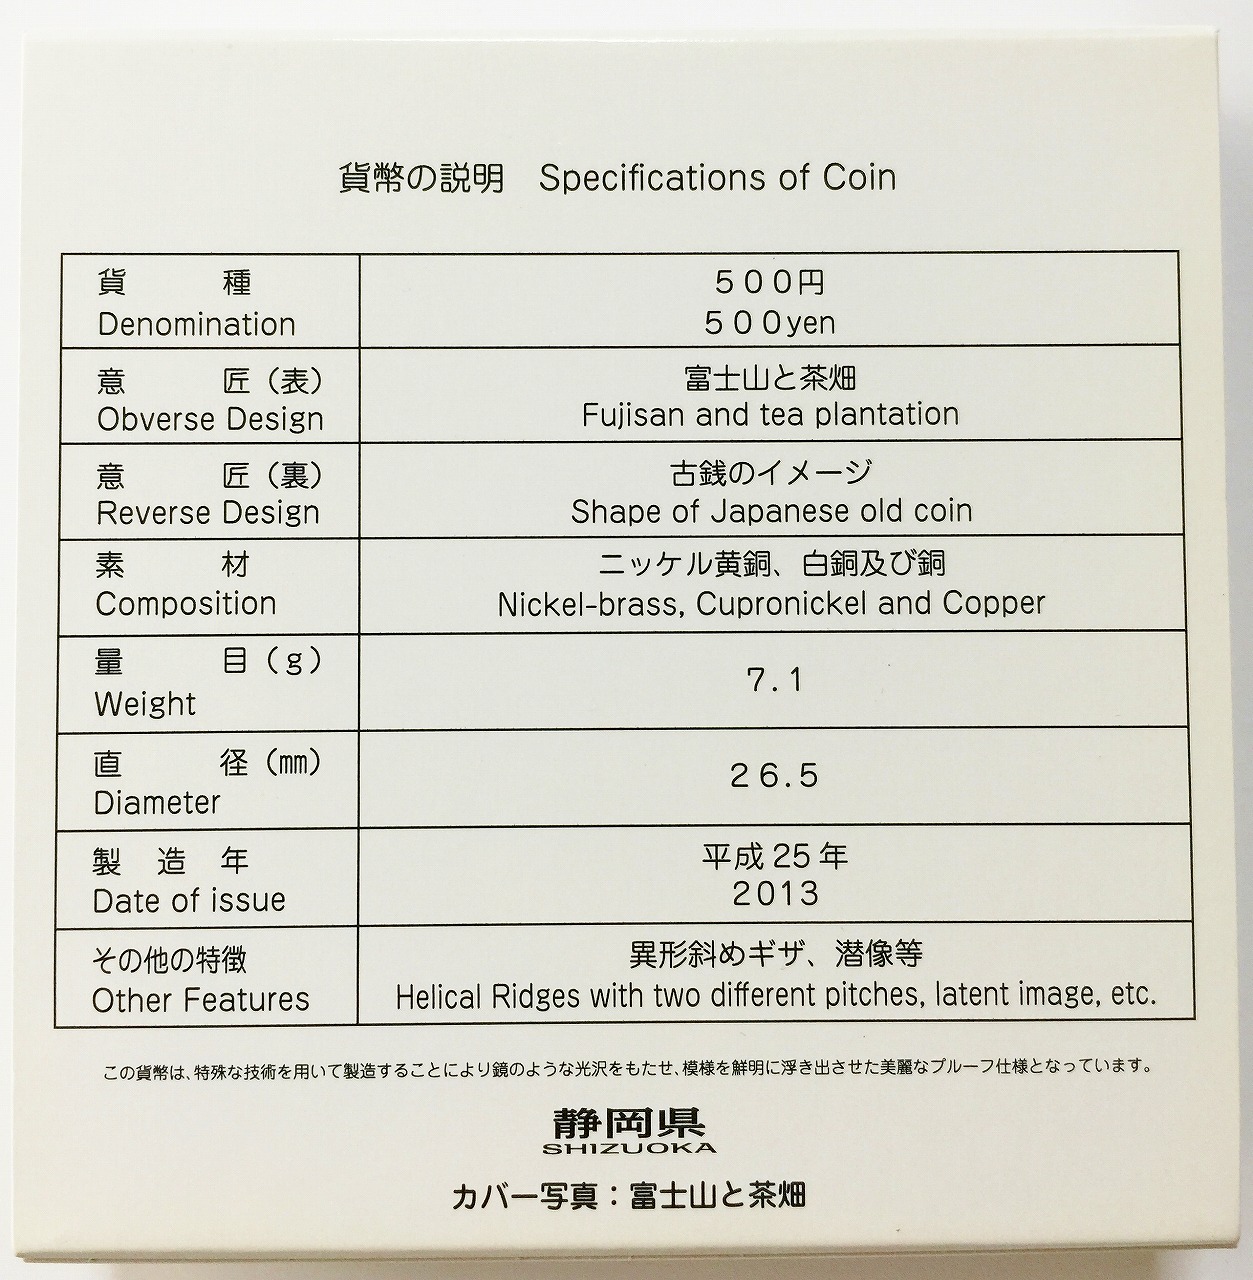 貨幣の説明　Specifications of Coin
貨　種
Denomination
５００円
５００yen
意　匠（表）
Obverse Design
富士山と茶畑
Fujisan and tea plantation
意　匠（裏）
Reverse Design
古銭のイメージ
Shape of Japanese old coin
素　材
Composition
ニッケル黄銅、白銅及び銅
Nickel-brass, Cupronickel and Copper
量　目（ｇ）
Weight
７.１
直　径（㎜）
Diameter
２６.５
製　造　年
Date of issue
平成 25 年
2013
その他の特徴
Other Features
異形斜めギザ、潜像等
Helical Ridges with two different pitches, latent image, etc.
この貨幣は、特殊な技術を用いて製造することにより鏡のような光沢をもたせ、模様を鮮明に浮き出させた美麗なプルーフ仕様となっています。
静岡県
SHIZUOKA
カバー写真：富士山と茶畑